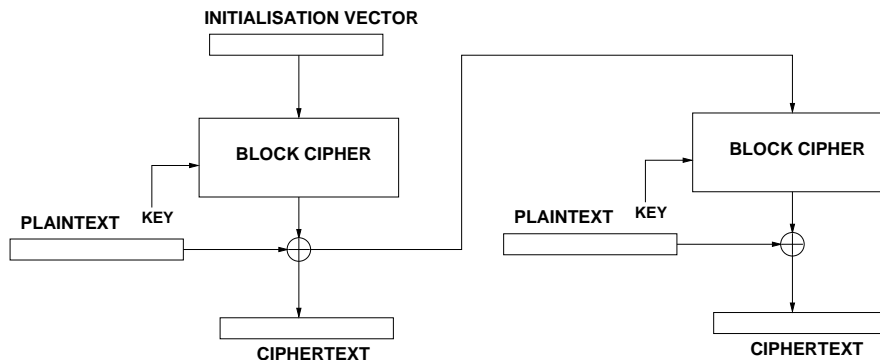 INITIALISATION VECTOR
BLOCK CIPHER
KEY
PLAINTEXT
CIPHERTEXT
BLOCK CIPHER
KEY
PLAINTEXT
CIPHERTEXT